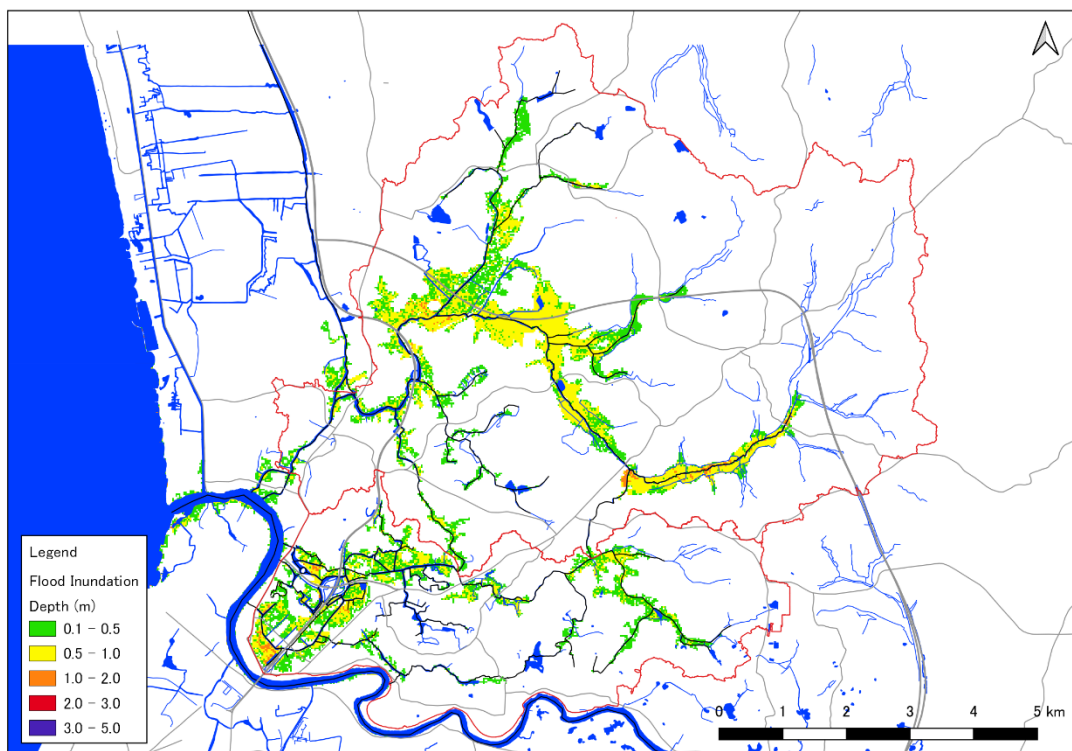 Legend
Flood Inundation
Depth (m)
0.1 - 0.5
0.5 - 1.0
1.0 - 2.0
2.0 - 3.0
3.0 - 5.0
0 1 2 3 4 5 km